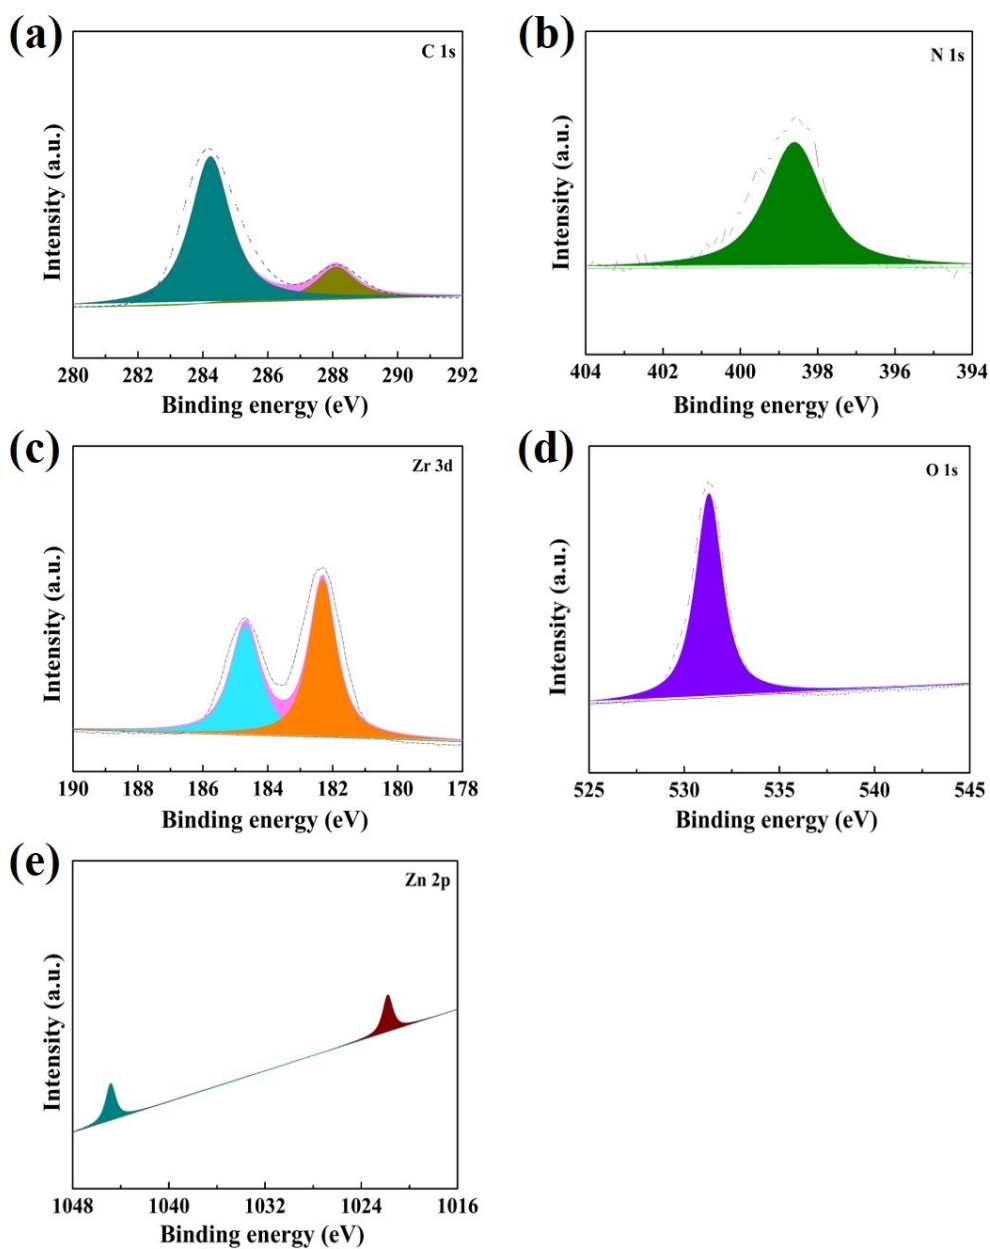 (a)
C 1s
Intensity (a.u.)
280 282 284 286 288 290 292
Binding energy (eV)
(b)
N 1s
Intensity (a.u.)
404 402 400 398 396 394
Binding energy (eV)
(c)
Zr 3d
Intensity (a.u.)
190 188 186 184 182 180 178
Binding energy (eV)
(d)
O 1s
Intensity (a.u.)
525 530 535 540 545
Binding energy (eV)
(e)
Zn 2p
Intensity (a.u.)
1048 1040 1032 1024 1016
Binding energy (eV)